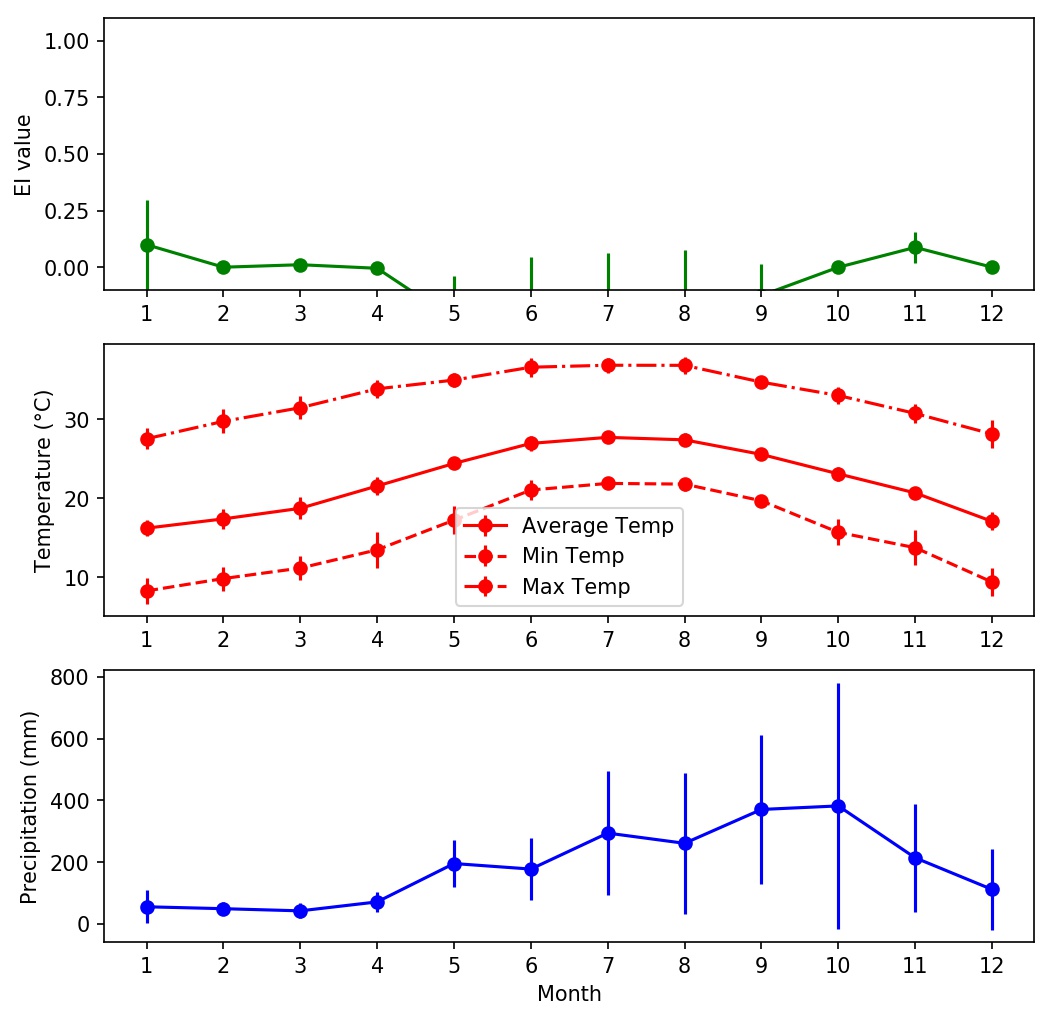 1.00
0.75
0.50
0.25
0.00
EI value
1 2 3 4 5 6 7 8 9 10 11 12
30
20
10
Temperature (°C)
Average Temp
Min Temp
Max Temp
1 2 3 4 5 6 7 8 9 10 11 12
800
600
400
200
0
Precipitation (mm)
1 2 3 4 5 6 7 8 9 10 11 12
Month